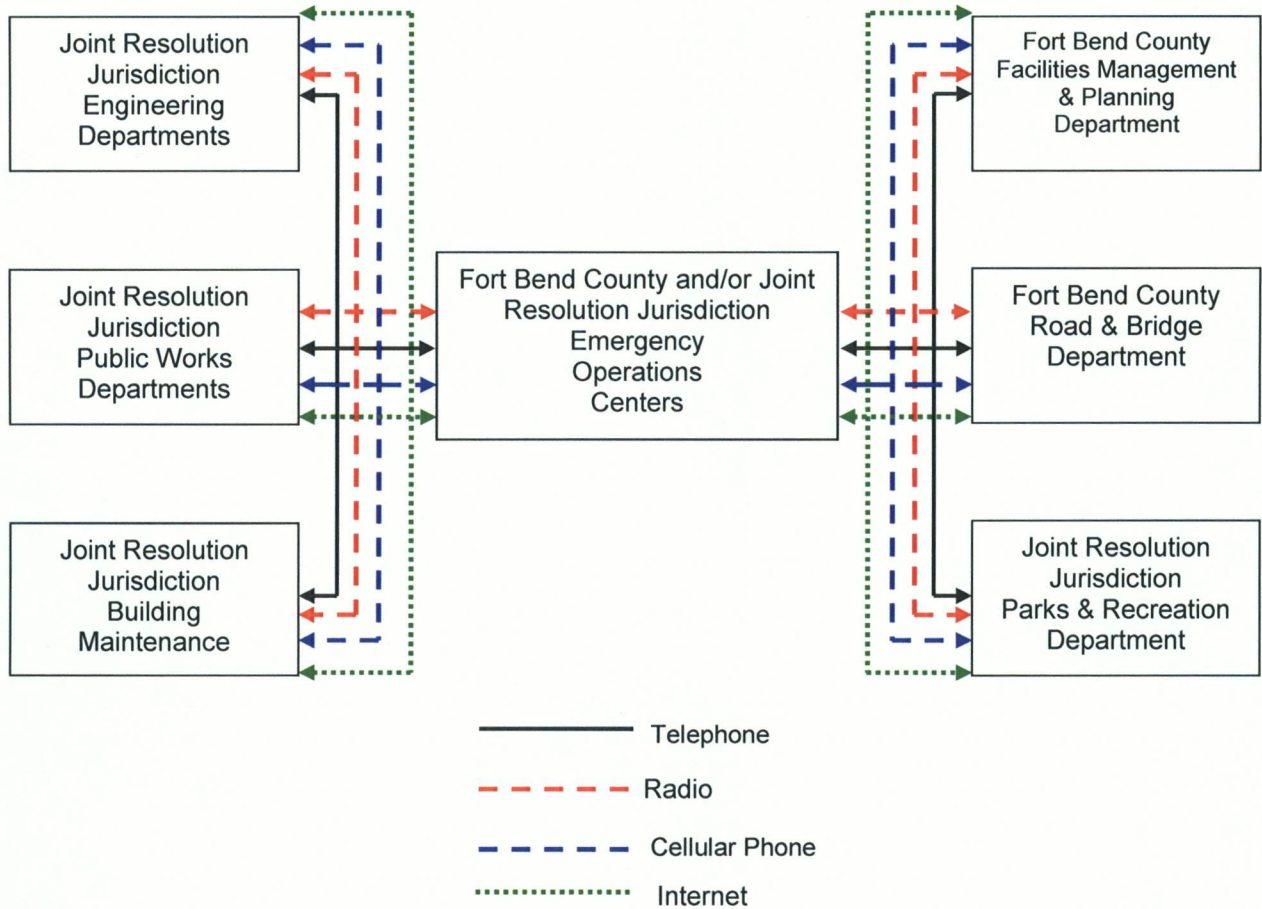 Joint Resolution
Jurisdiction
Engineering
Departments
Fort Bend County
Facilities Management
& Planning
Department
Joint Resolution
Jurisdiction
Public Works
Departments
Fort Bend County and/or Joint
Resolution Jurisdiction
Emergency
Operations
Centers
Fort Bend County
Road & Bridge
Department
Joint Resolution
Jurisdiction
Building
Maintenance
Joint Resolution
Jurisdiction
Parks & Recreation
Department
Telephone
Radio
Cellular Phone
Internet